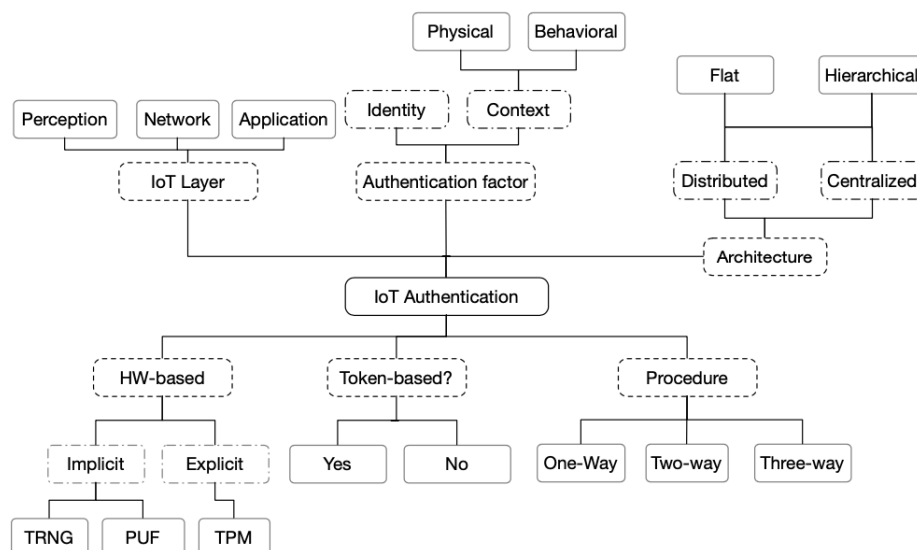 Physical
Behavioral
Flat
Hierarchical
Identity
Context
Perception
Network
Application
IoT Layer
Authentication factor
Distributed
Centralized
Architecture
IoT Authentication
HW-based
Token-based?
Procedure
Implicit
Explicit
Yes
No
One-Way
Two-way
Three-way
TRNG
PUF
TPM